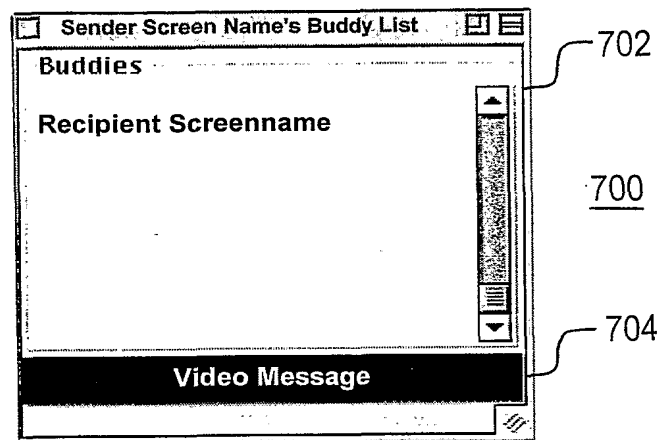 Sender Screen Name's Buddy List
702
Buddies
Recipient Screenname
700
704
Video Message